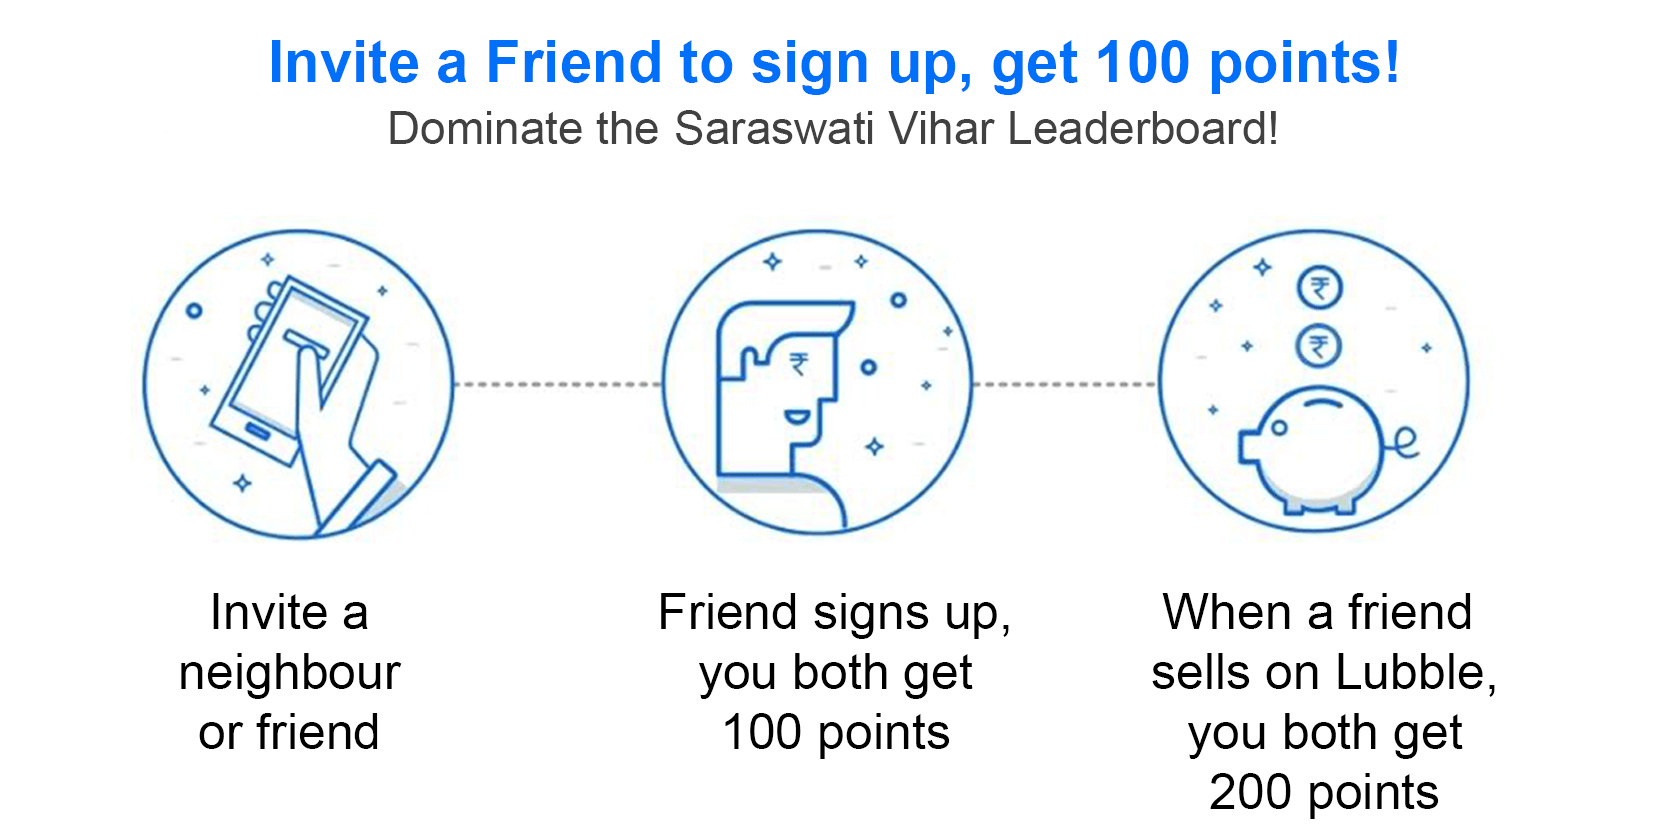 Invite a Friend to sign up, get 100 points!
Dominate the Saraswati Vihar Leaderboard!
₹
₹
₹
Invite a
neighbour
or friend
Friend signs up,
you both get
100 points
When a friend
sells on Lubble,
you both get
200 points